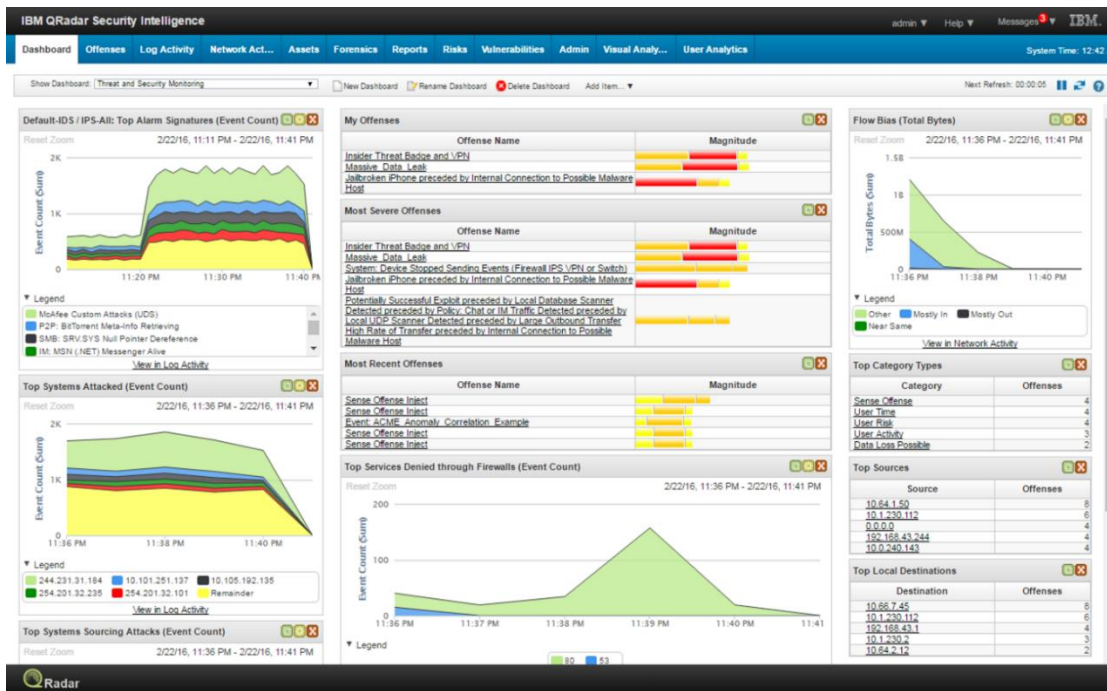 IBM QRadar Security Intelligence
admin ▼ Help ▼ Messages 3 ▼ IBM.
Dashboard Offenses Log Activity Network Act... Assets Forensics Reports Risks Vulnerabilities Admin Visual Analy... User Analytics System Time: 12:42
Show Dashboard: Threat and Security Monitoring New Dashboard Rename Dashboard Delete Dashboard Add Item... ▼ Next Refresh: 00:00:05
Default-IDS / IPS-All: Top Alarm Signatures (Event Count)
Reset Zoom 2/22/16, 11:11 PM - 2/22/16, 11:41 PM
2K
1K
0
Event Count (Sum)
11:20 PM 11:30 PM 11:40 PM
▼ Legend
McAfee Custom Attacks (UDS)
P2P: BitTorrent Meta-Info Retrieving
SMB: SRV.SYS Null Pointer Dereference
IM: MSN (.NET) Messenger Alive
View in Log Activity
Top Systems Attacked (Event Count)
Reset Zoom 2/22/16, 11:36 PM - 2/22/16, 11:41 PM
2K
1K
0
Event Count (Sum)
11:36 PM 11:38 PM 11:40 PM
▼ Legend
244.231.31.184 10.101.251.137 10.105.192.135
254.201.32.235 254.201.32.101 Remainder
View in Log Activity
Top Systems Sourcing Attacks (Event Count)
Reset Zoom 2/22/16, 11:36 PM - 2/22/16, 11:41 PM
My Offenses
Offense Name Magnitude
Insider Threat Badge and VPN
Massive_Data_Leak
Jailbroken iPhone preceded by Internal Connection to Possible Malware
Host
Most Severe Offenses
Offense Name Magnitude
Insider Threat Badge and VPN
Massive_Data_Leak
System: Device Stopped Sending Events (Firewall IPS VPN or Switch)
Jailbroken iPhone preceded by Internal Connection to Possible Malware
Host
Potentially Successful Exploit preceded by Local Database Scanner
Detected preceded by Policy: Chat or IM Traffic Detected preceded by
Local UDP Scanner Detected preceded by Large Outbound Transfer
High Rate of Transfer preceded by Internal Connection to Possible
Malware Host
Most Recent Offenses
Offense Name Magnitude
Sense Offense Inject
Sense Offense Inject
Event: ACME_Anomaly_Correlation_Example
Sense Offense Inject
Sense Offense Inject
Top Services Denied through Firewalls (Event Count)
Reset Zoom 2/22/16, 11:36 PM - 2/22/16, 11:41 PM
200
100
0
Event Count (Sum)
11:36 PM 11:37 PM 11:38 PM 11:39 PM 11:40 PM 11:41
▼ Legend
80 53
Flow Bias (Total Bytes)
Reset Zoom 2/22/16, 11:36 PM - 2/22/16, 11:41 PM
1.5B
1B
500M
0
Total Bytes (Sum)
11:36 PM 11:38 PM 11:40 PM
▼ Legend
Other Mostly In Mostly Out
Near Same
View in Network Activity
Top Category Types
Category Offenses
Sense Offense 4
User Time 4
User Risk 4
User Activity 3
Data Loss Possible 2
Top Sources
Source Offenses
10.64.1.50 8
10.1.230.112 6
0.0.0.0 4
192.168.43.244 4
10.0.240.143 4
Top Local Destinations
Destination Offenses
10.66.7.45 8
10.1.230.112 6
192.168.43.1 4
10.1.230.2 3
10.64.2.12 2
QRadar